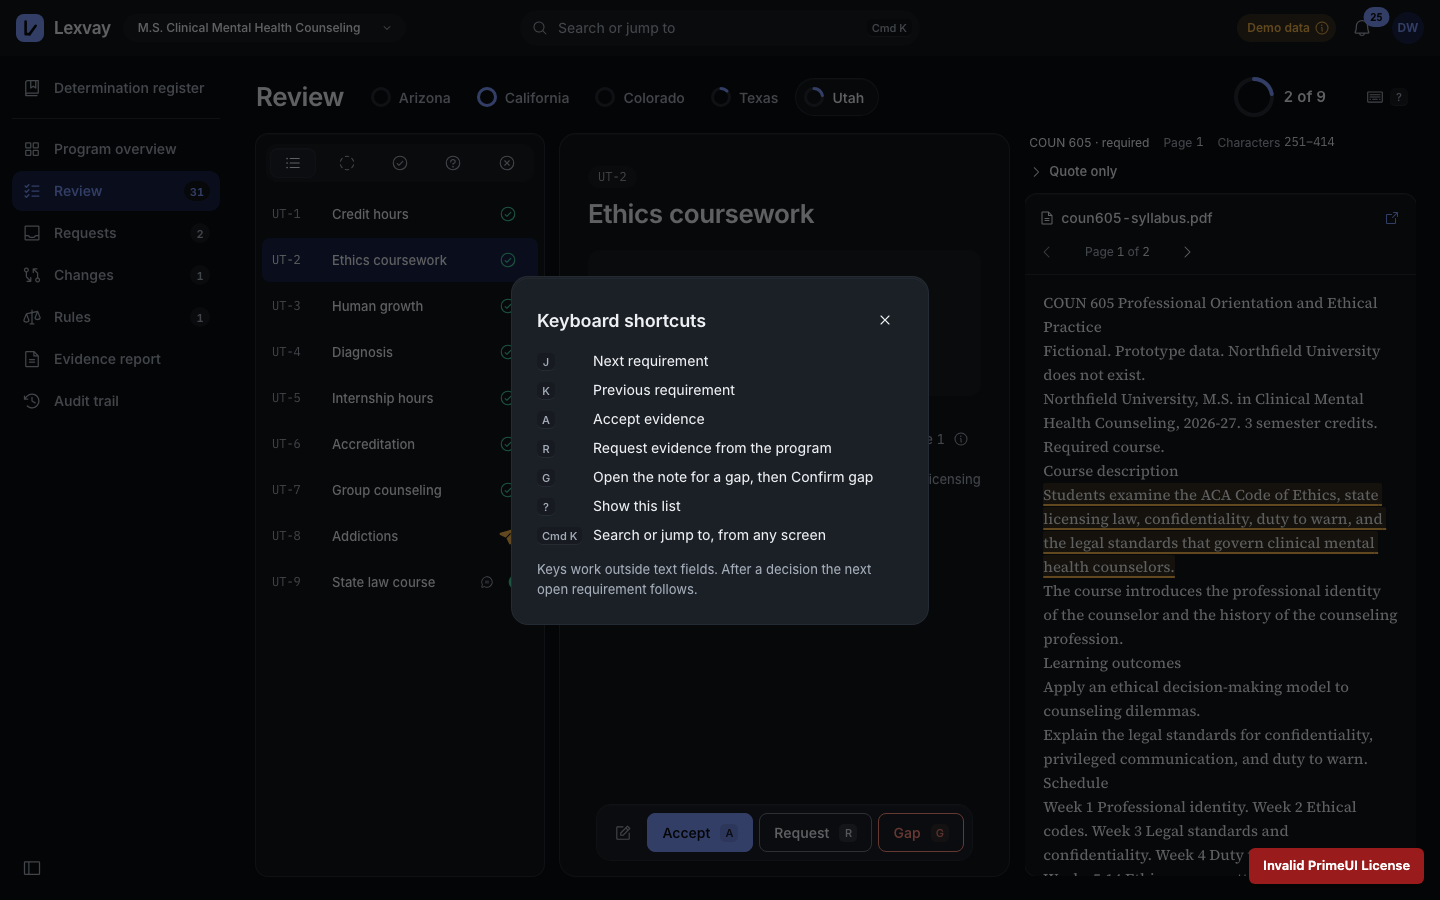 Lexvay
M.S. Clinical Mental Health Counseling
Search or jump to
Cmd K
Demo data
25
DW
Determination register
Program overview
Review
31
Requests
2
Changes
1
Rules
1
Evidence report
Audit trail
Review
Arizona
California
Colorado
Texas
Utah
2 of 9
?
UT-1 Credit hours
UT-2 Ethics coursework
UT-3 Human growth
UT-4 Diagnosis
UT-5 Internship hours
UT-6 Accreditation
UT-7 Group counseling
UT-8 Addictions
UT-9 State law course
UT-2
Ethics coursework
1
licensing
Keyboard shortcuts
J Next requirement
K Previous requirement
A Accept evidence
R Request evidence from the program
G Open the note for a gap, then Confirm gap
? Show this list
Cmd K Search or jump to, from any screen
Keys work outside text fields. After a decision the next
open requirement follows.
Accept A
Request R
Gap G
COUN 605 · required Page 1 Characters 251–414
Quote only
coun605-syllabus.pdf
Page 1 of 2
COUN 605 Professional Orientation and Ethical
Practice
Fictional. Prototype data. Northfield University
does not exist.
Northfield University, M.S. in Clinical Mental
Health Counseling, 2026-27. 3 semester credits.
Required course.
Course description
Students examine the ACA Code of Ethics, state
licensing law, confidentiality, duty to warn, and
the legal standards that govern clinical mental
health counselors.
The course introduces the professional identity
of the counselor and the history of the counseling
profession.
Learning outcomes
Apply an ethical decision-making model to
counseling dilemmas.
Explain the legal standards for confidentiality,
privileged communication, and duty to warn.
Schedule
Week 1 Professional identity. Week 2 Ethical
codes. Week 3 Legal standards and
confidentiality. Week 4 Duty
Invalid PrimeUI License